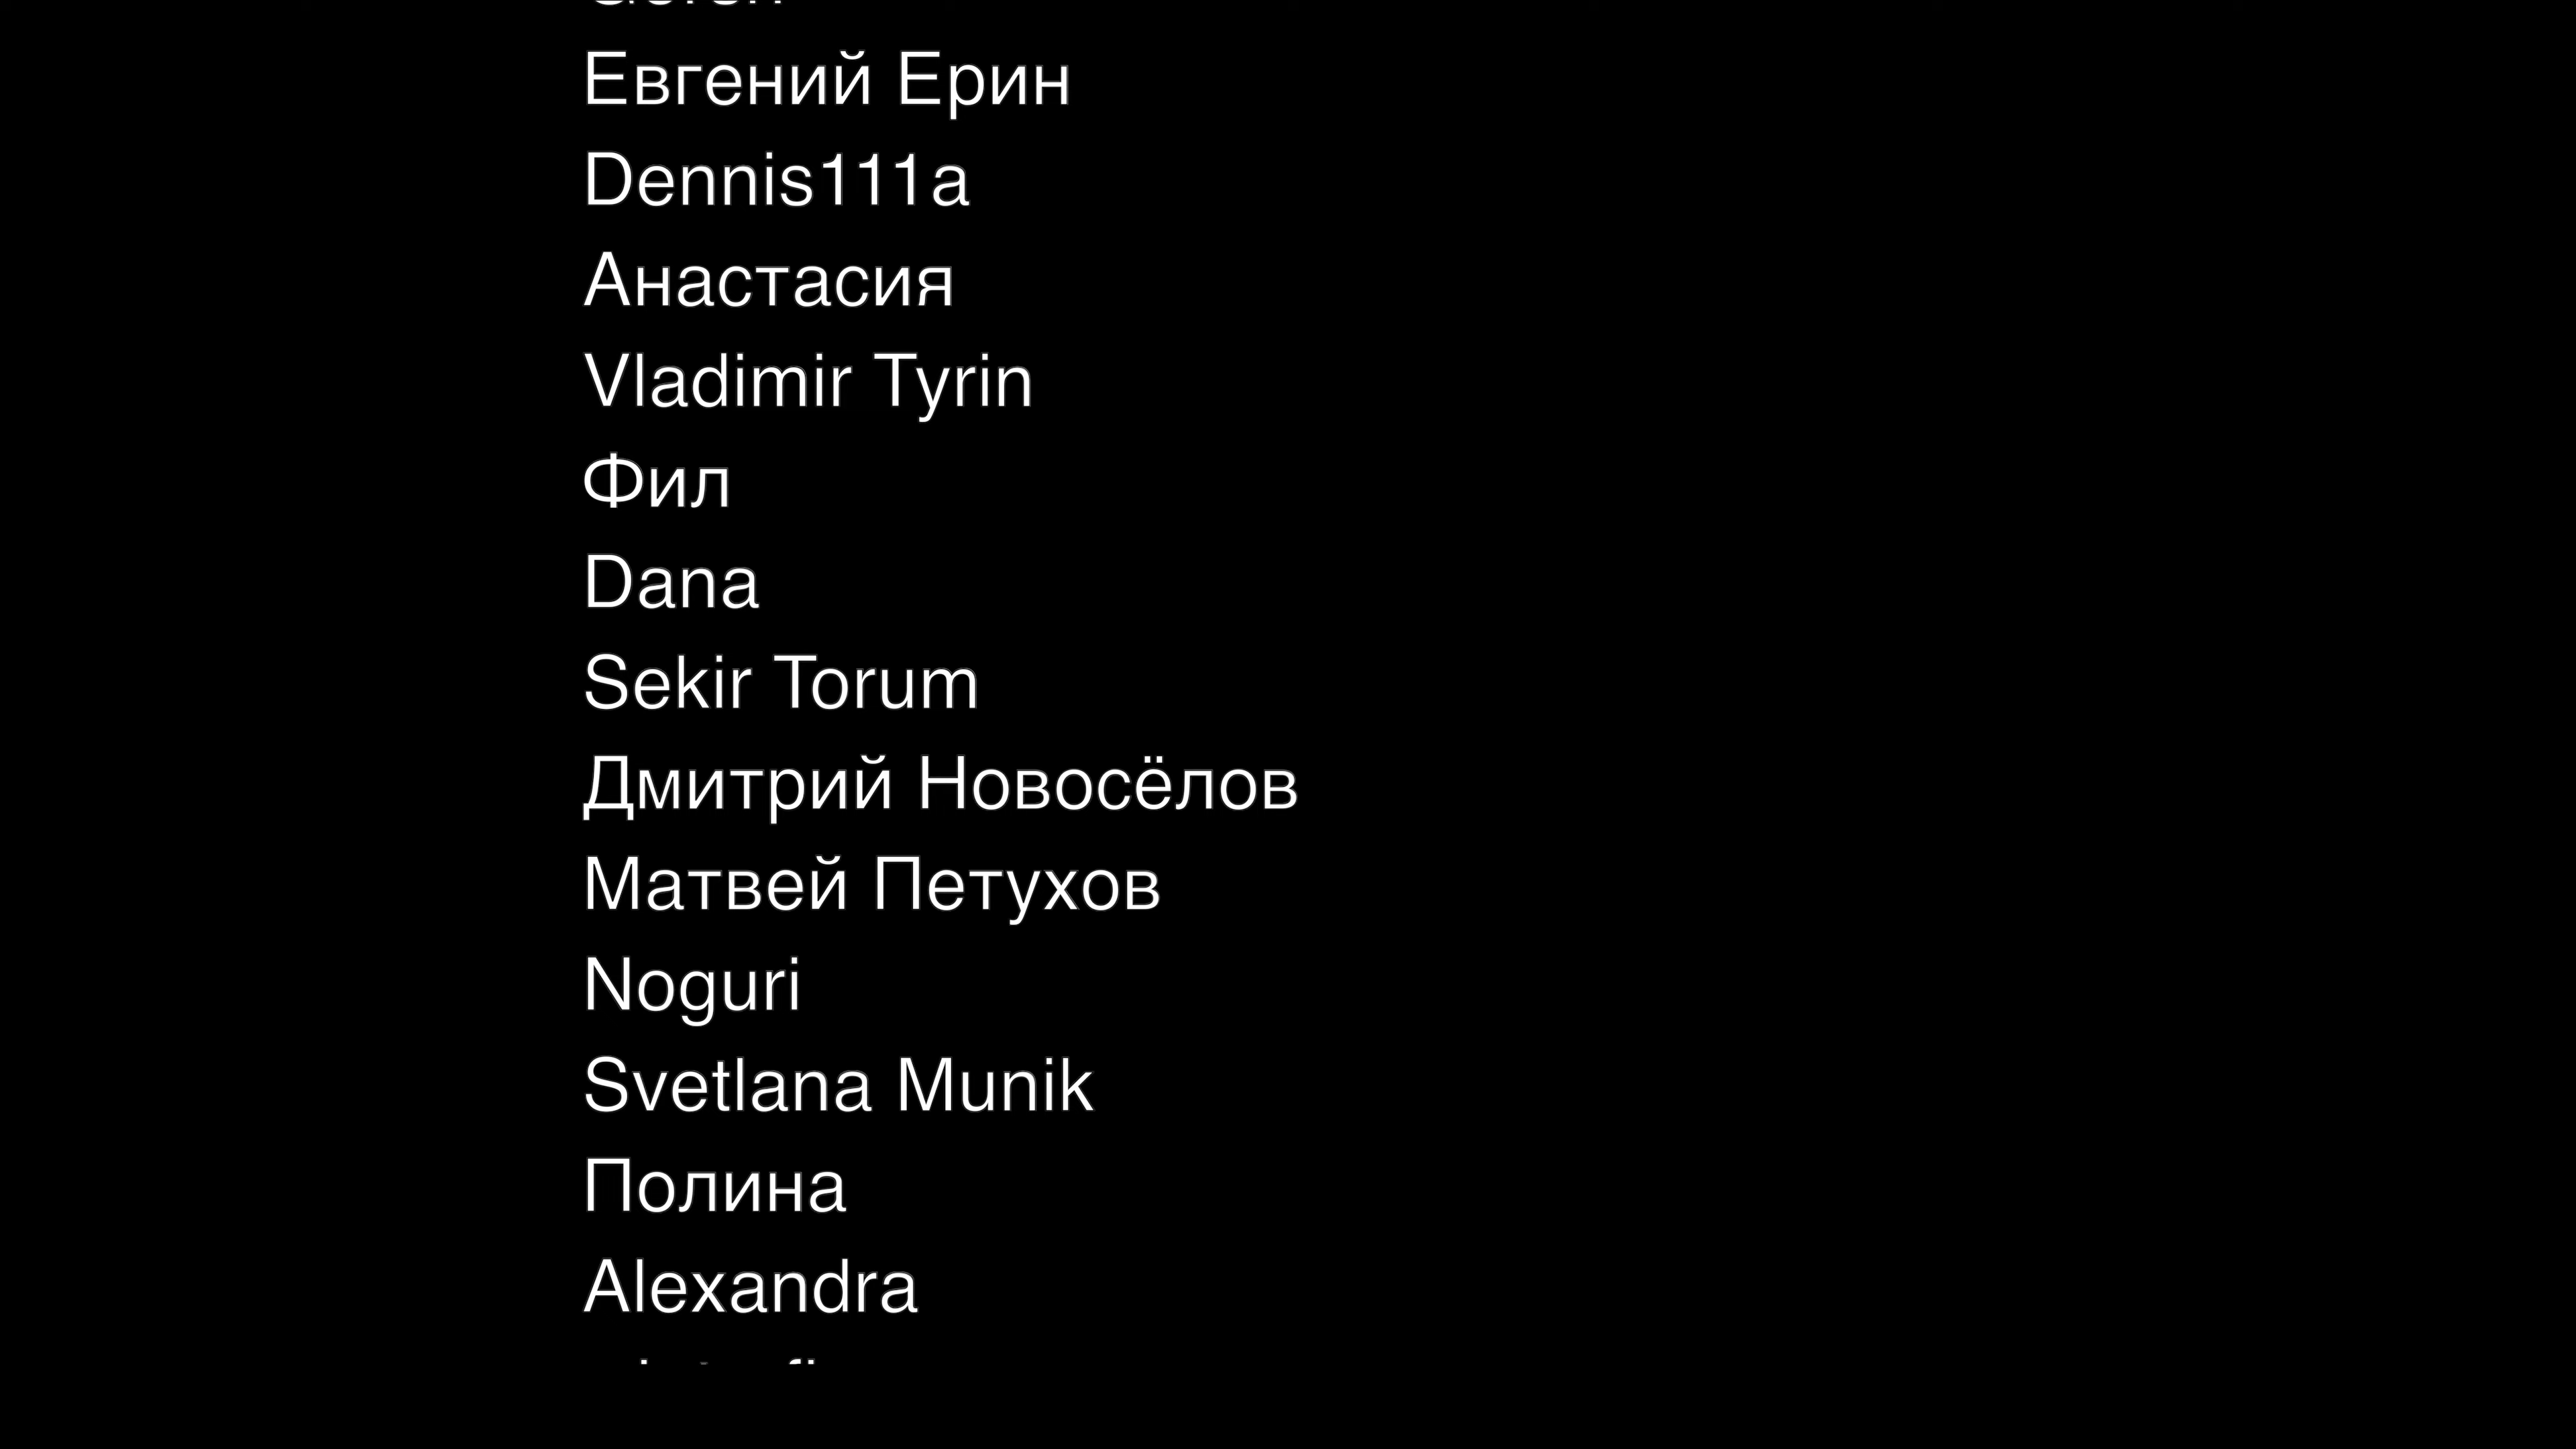 Евгений Ерин
Dennis111a
Анастасия
Vladimir Tyrin
Фил
Dana
Sekir Torum
Дмитрий Новосёлов
Матвей Петухов
Noguri
Svetlana Munik
Полина
Alexandra